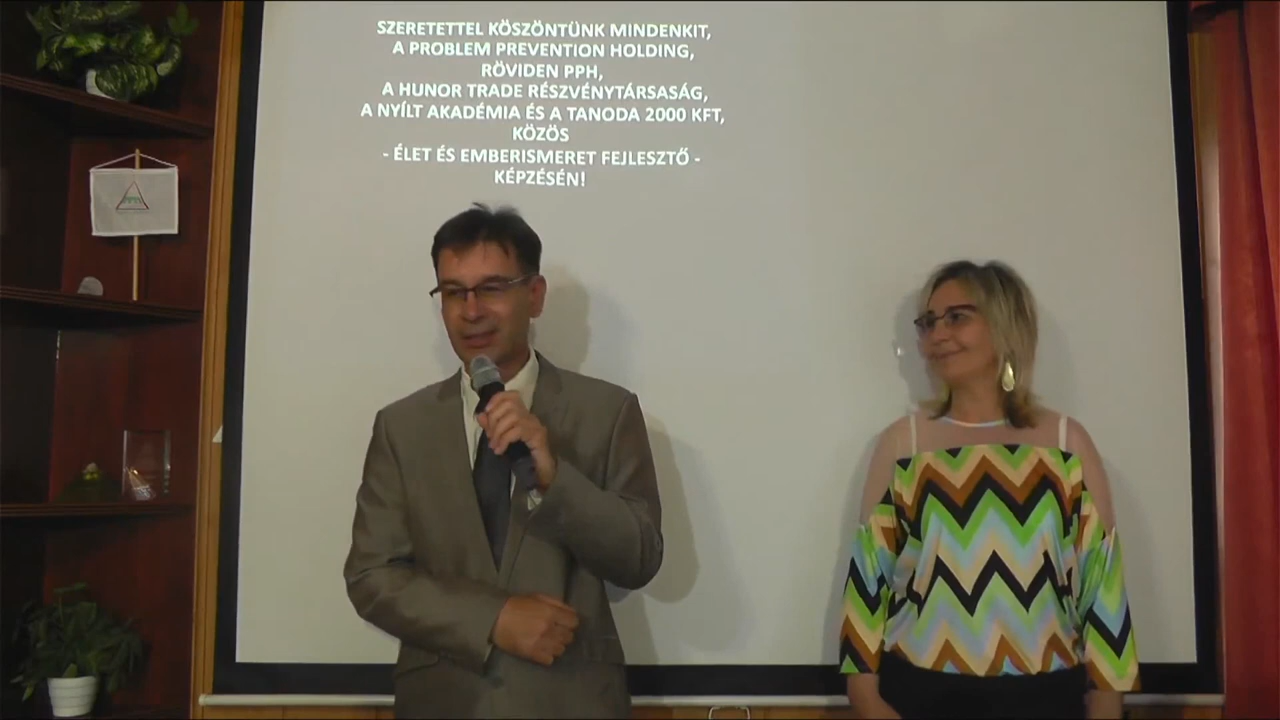 SZERETETTEL KÖSZÖNTÜNK MINDENKIT,
A PROBLEM PREVENTION HOLDING,
RÖVIDEN PPH,
A HUNOR TRADE RÉSZVÉNYTÁRSASÁG,
A NYÍLT AKADÉMIA ÉS A TANODA 2000 KFT,
KÖZÖS
- ÉLET ÉS EMBERISMERET FEJLESZTŐ -
KÉPZÉSÉN!